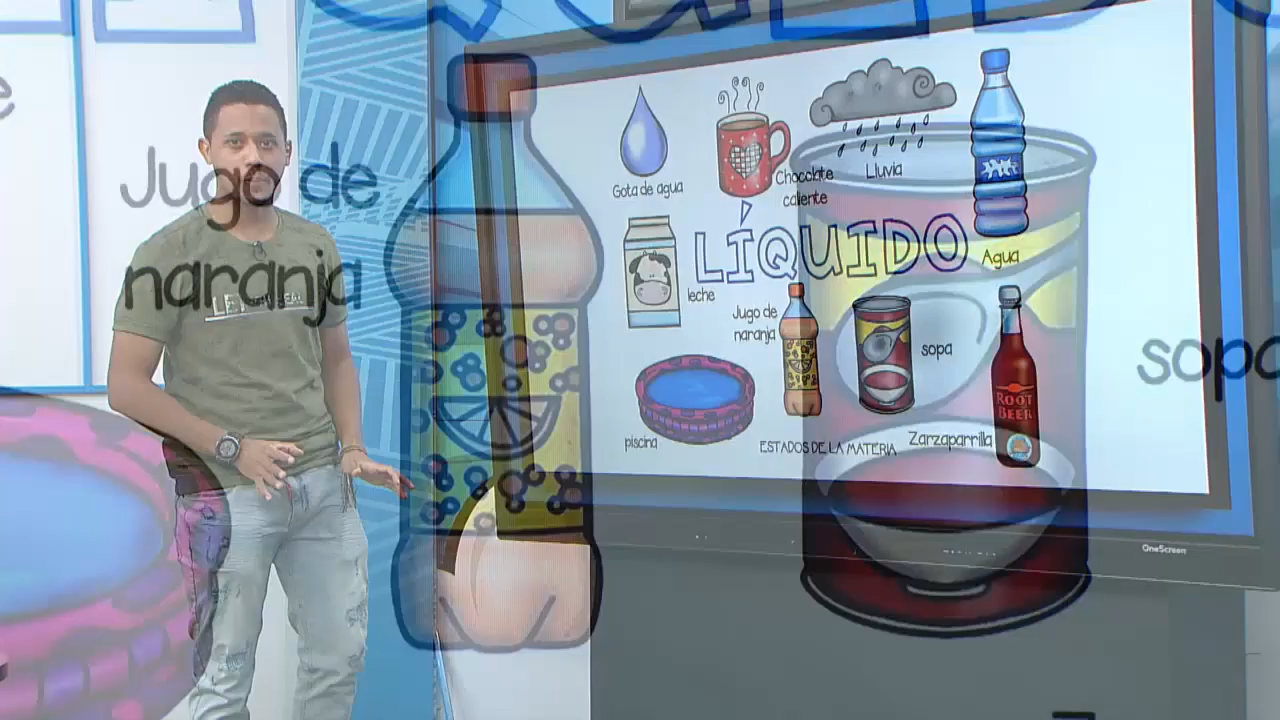 Jugo de
naranja
sopa
Gota de agua
Chocolate
caliente
Lluvia
Agua
LÍQUIDO
leche
Jugo de
naranja
sopa
ROOT
BEER
piscina
ESTADOS DE LA MATERIA
Zarzaparrilla
OneScreen